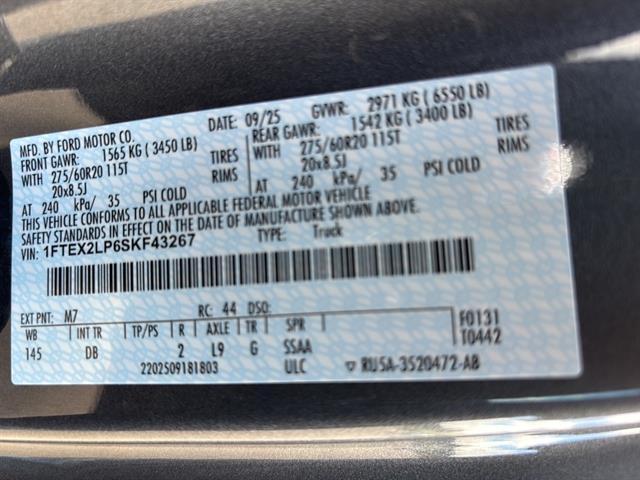 MFD. BY FORD MOTOR CO. DATE: 09/25 GVWR: 2971 KG ( 6550 LB)
FRONT GAWR: 1565 KG ( 3450 LB) REAR GAWR: 1542 KG ( 3400 LB)
WITH 275/60R20 115T TIRES WITH 275/60R20 115T TIRES
20x8.5J RIMS 20x8.5J RIMS
AT 240 kPa/ 35 PSI COLD AT 240 kPa/ 35 PSI COLD
THIS VEHICLE CONFORMS TO ALL APPLICABLE FEDERAL MOTOR VEHICLE
SAFETY STANDARDS IN EFFECT ON THE DATE OF MANUFACTURE SHOWN ABOVE.
VIN: 1FTEX2LP6SKF43267 TYPE: Truck
EXT PNT: M7 RC: 44 DSO: F0131
WB INT TR TP/PS R AXLE TR SPR T0442
145 DB 2 L9 G SSAA
2202509181803 ULC ▽ RU5A-3520472-AB